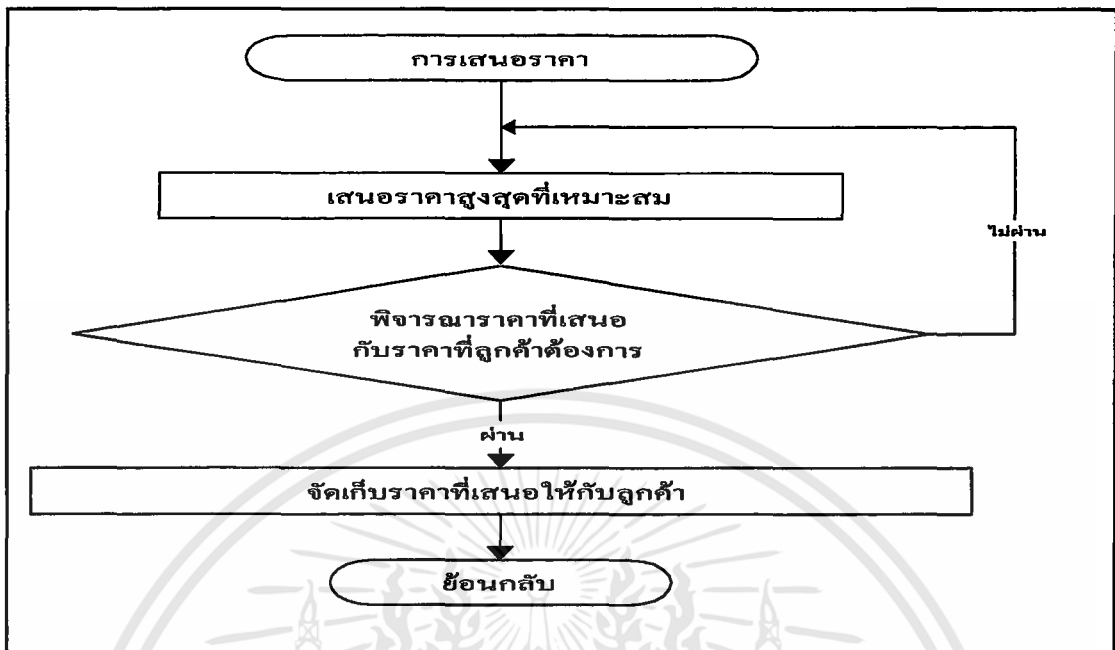 การเสนอราคา
เสนอราคาสูงสุดที่เหมาะสม
ไม่ผ่าน
พิจารณาราคาที่เสนอ
กับราคาที่ลูกค้าต้องการ
ผ่าน
จัดเก็บราคาที่เสนอให้กับลูกค้า
ย้อนกลับ